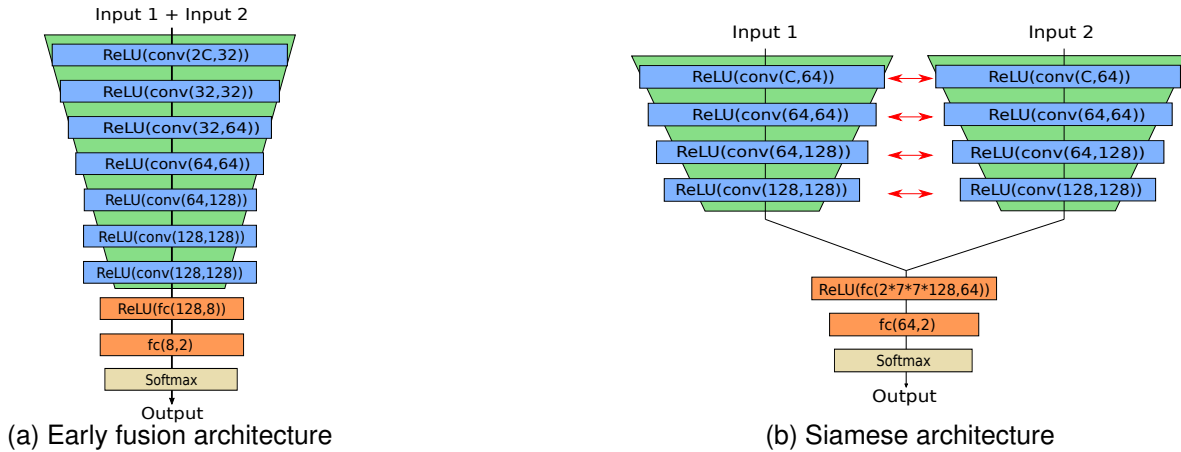 Input 1 + Input 2
ReLU(conv(2C,32))
ReLU(conv(32,32))
ReLU(conv(32,64))
ReLU(conv(64,64))
ReLU(conv(64,128))
ReLU(conv(128,128))
ReLU(conv(128,128))
ReLU(fc(128,8))
fc(8,2)
Softmax
Output
(a) Early fusion architecture
Input 1
ReLU(conv(C,64))
ReLU(conv(64,64))
ReLU(conv(64,128))
ReLU(conv(128,128))
Input 2
ReLU(conv(C,64))
ReLU(conv(64,64))
ReLU(conv(64,128))
ReLU(conv(128,128))
ReLU(fc(2*7*7*128,64))
fc(64,2)
Softmax
Output
(b) Siamese architecture